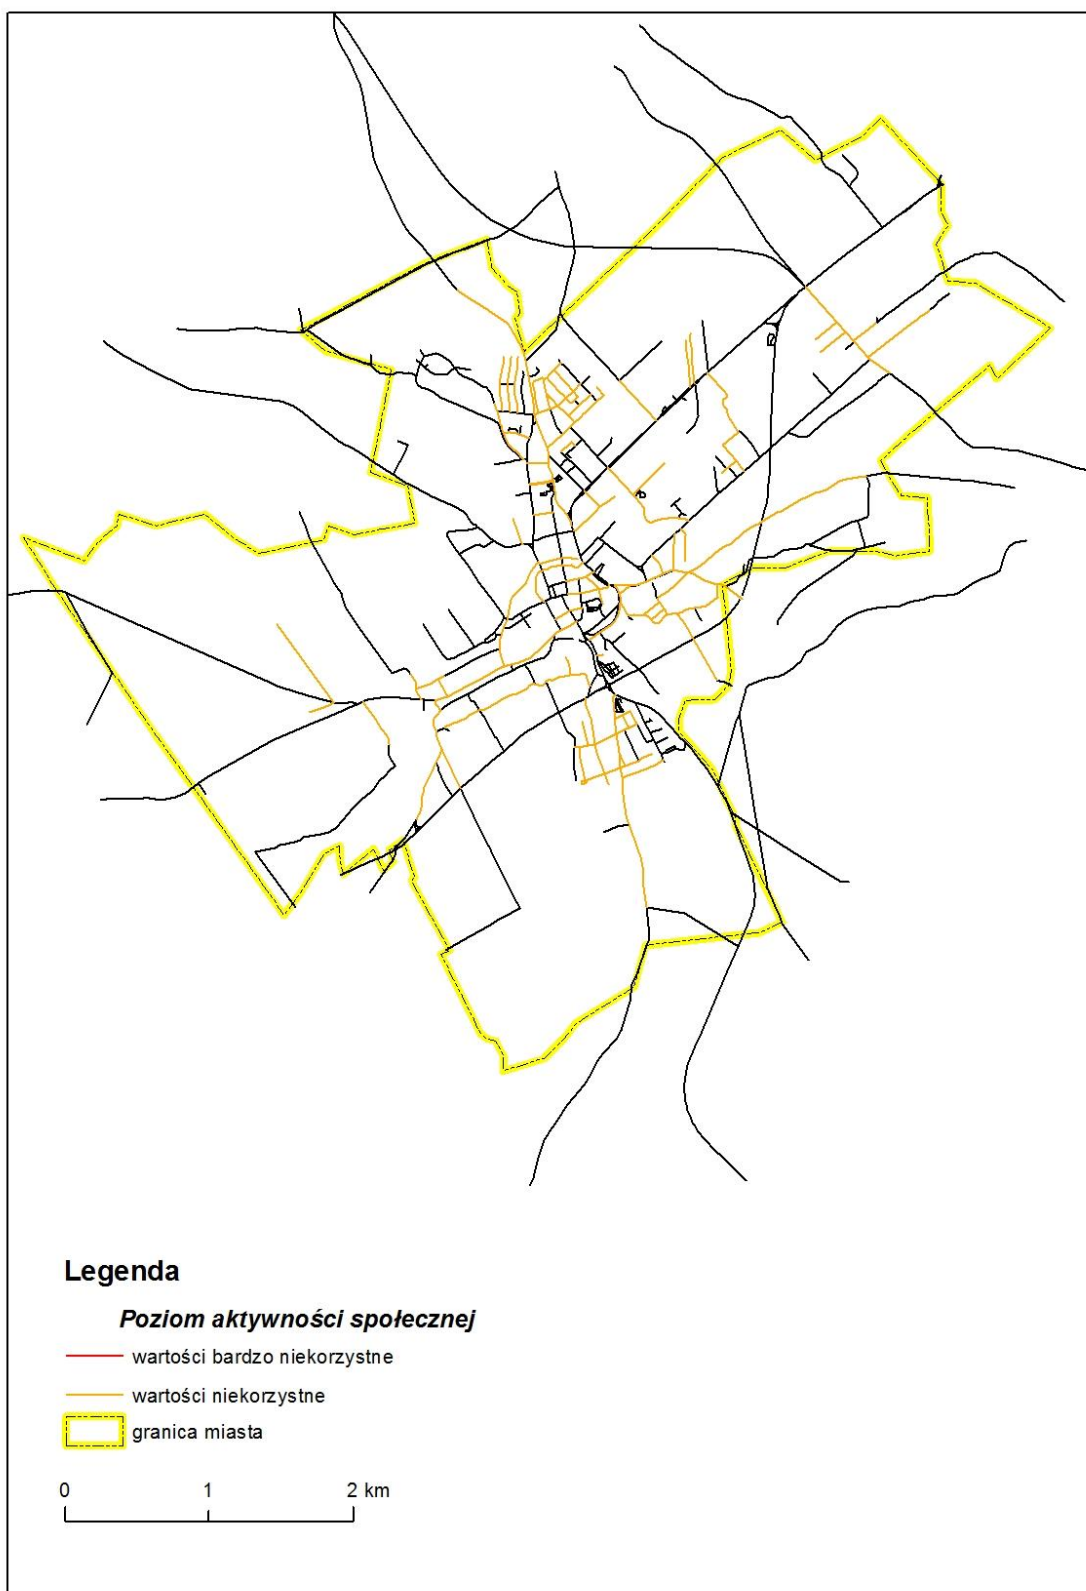 Legenda
Poziom aktywności społecznej
wartości bardzo niekorzystne
wartości niekorzystne
granica miasta
0 1 2 km